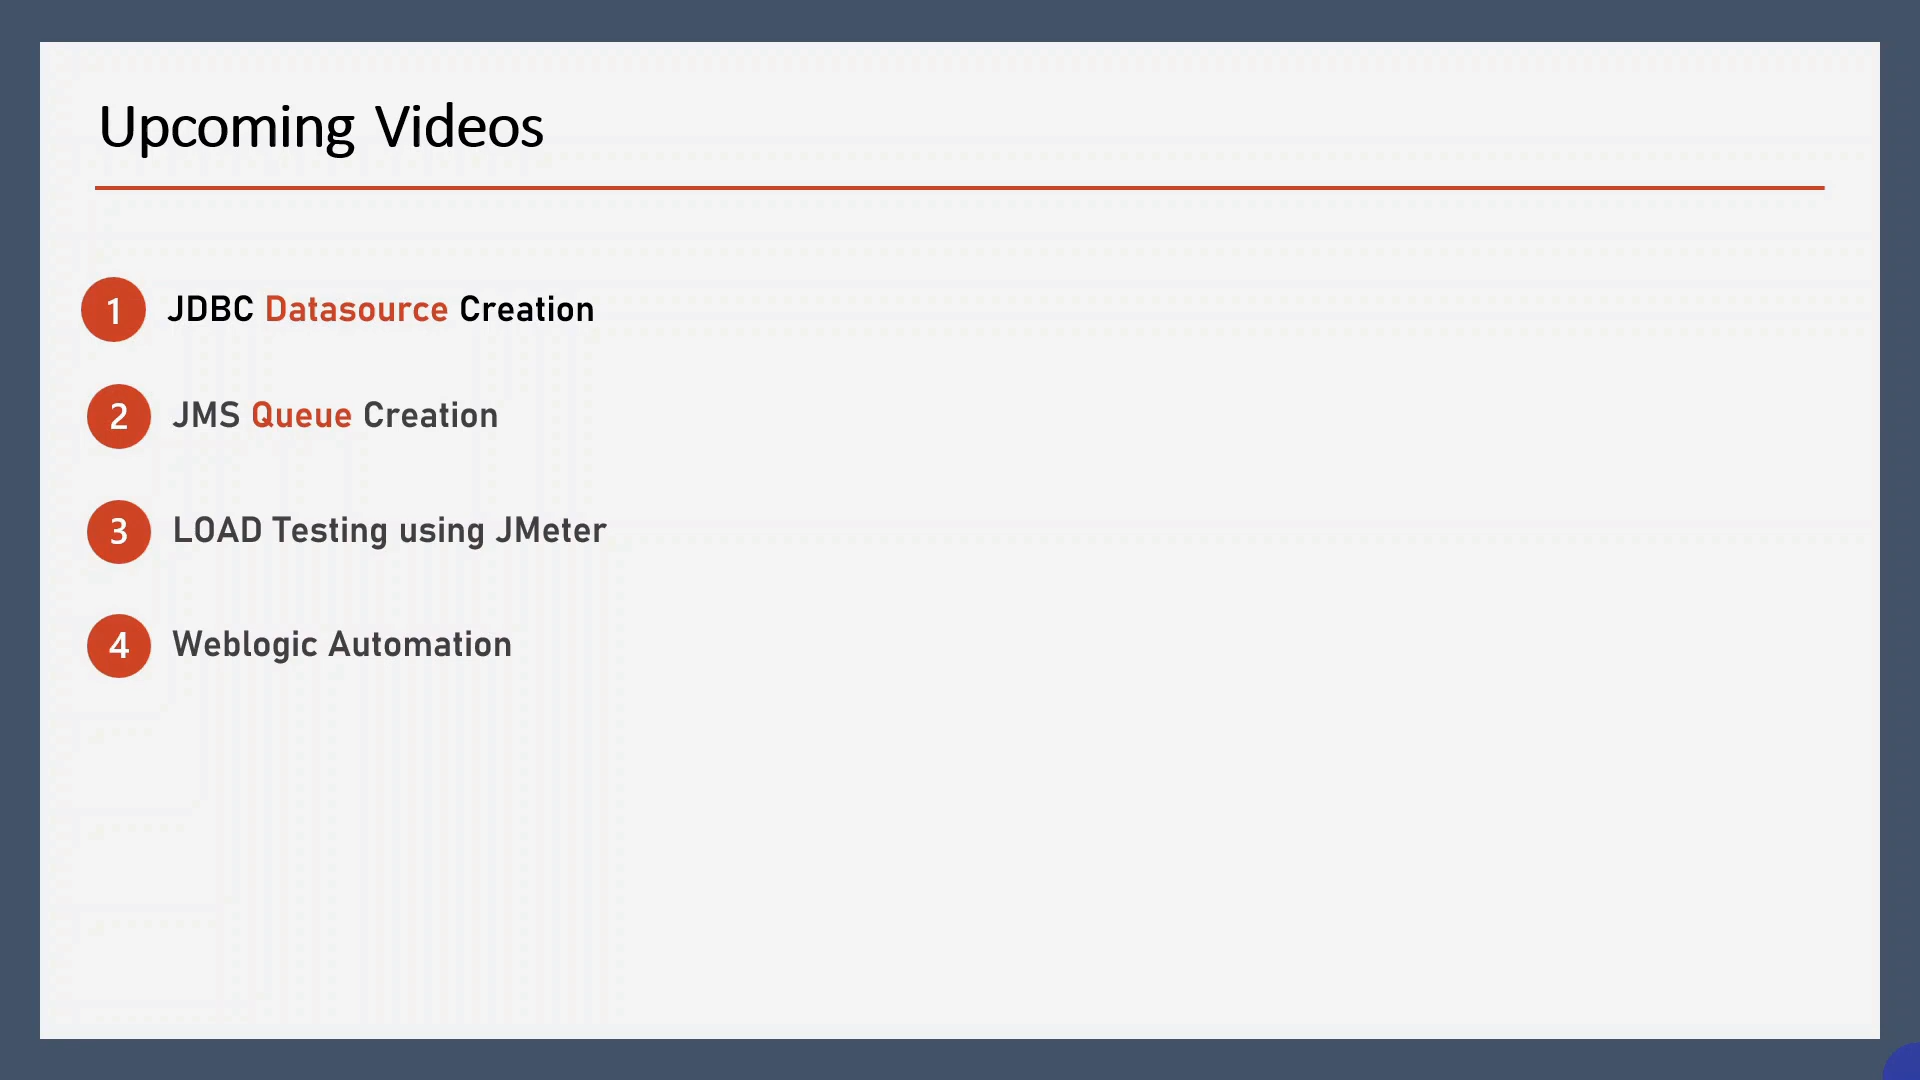 Upcoming Videos
1 JDBC Datasource Creation
2 JMS Queue Creation
3 LOAD Testing using JMeter
4 Weblogic Automation